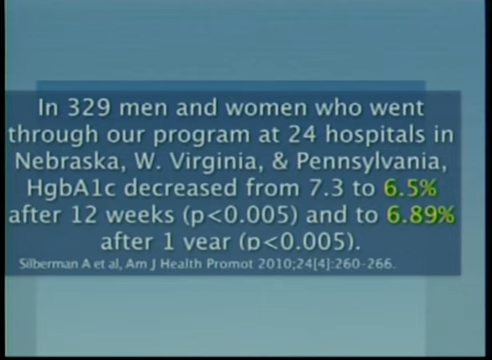 In 329 men and women who went
through our program at 24 hospitals in
Nebraska, W. Virginia, & Pennsylvania,
HgbA1c decreased from 7.3 to 6.5%
after 12 weeks (p<0.005) and to 6.89%
after 1 year (p<0.005).
Silberman A et al, Am J Health Promot 2010;24[4]:260-266.